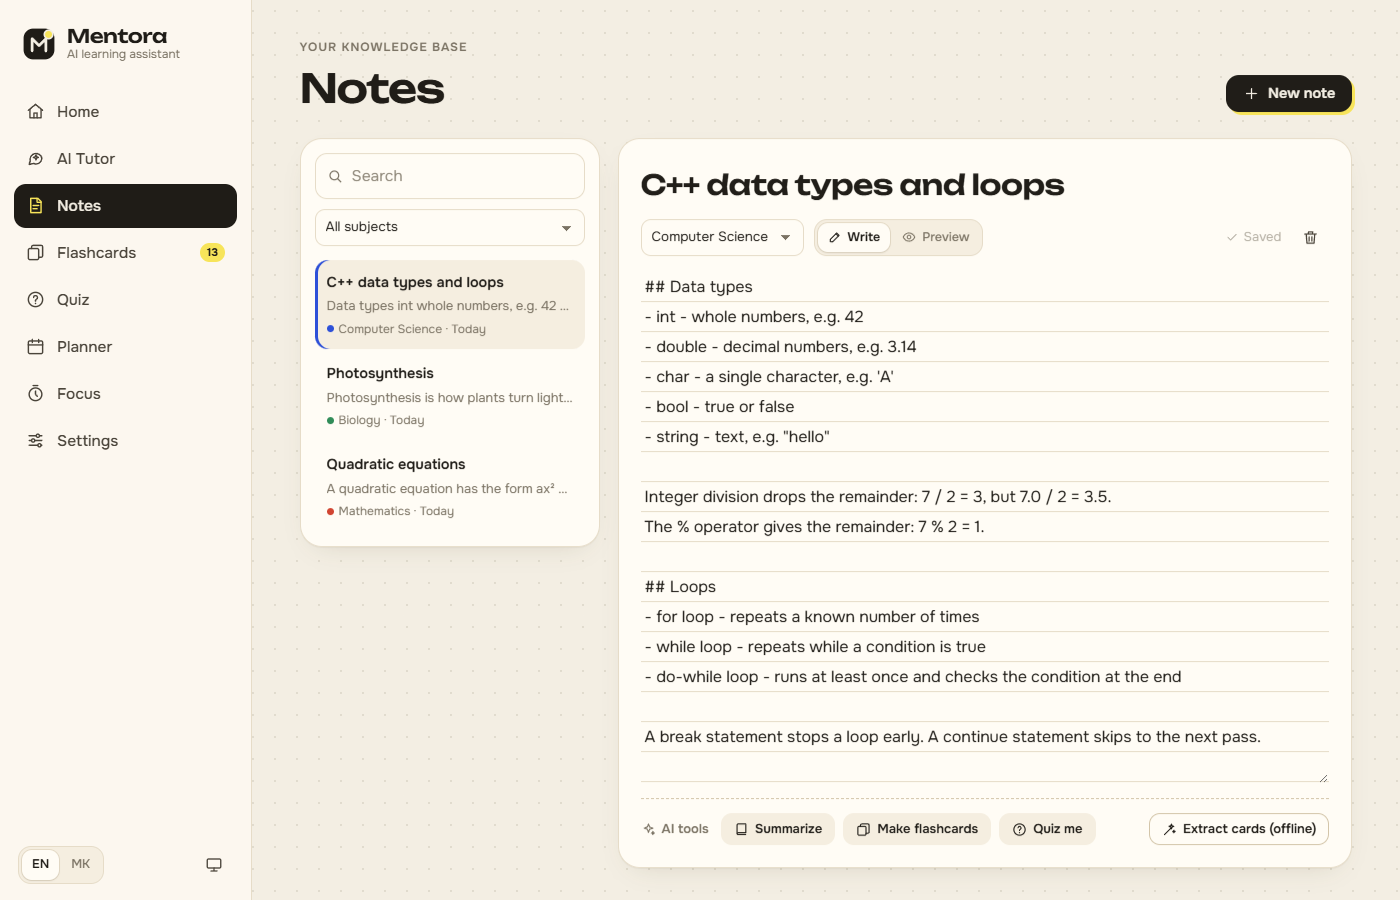 Mentora
AI learning assistant
Home
AI Tutor
Notes
Flashcards
13
Quiz
Planner
Focus
Settings
EN
MK
YOUR KNOWLEDGE BASE
Notes
New note
Search
All subjects
C++ data types and loops
Data types int whole numbers, e.g. 42 ...
Computer Science · Today
Photosynthesis
Photosynthesis is how plants turn light...
Biology · Today
Quadratic equations
A quadratic equation has the form ax² ...
Mathematics · Today
C++ data types and loops
Computer Science
Write
Preview
Saved
## Data types
- int - whole numbers, e.g. 42
- double - decimal numbers, e.g. 3.14
- char - a single character, e.g. 'A'
- bool - true or false
- string - text, e.g. "hello"
Integer division drops the remainder: 7 / 2 = 3, but 7.0 / 2 = 3.5.
The % operator gives the remainder: 7 % 2 = 1.
## Loops
- for loop - repeats a known number of times
- while loop - repeats while a condition is true
- do-while loop - runs at least once and checks the condition at the end
A break statement stops a loop early. A continue statement skips to the next pass.
AI tools
Summarize
Make flashcards
Quiz me
Extract cards (offline)